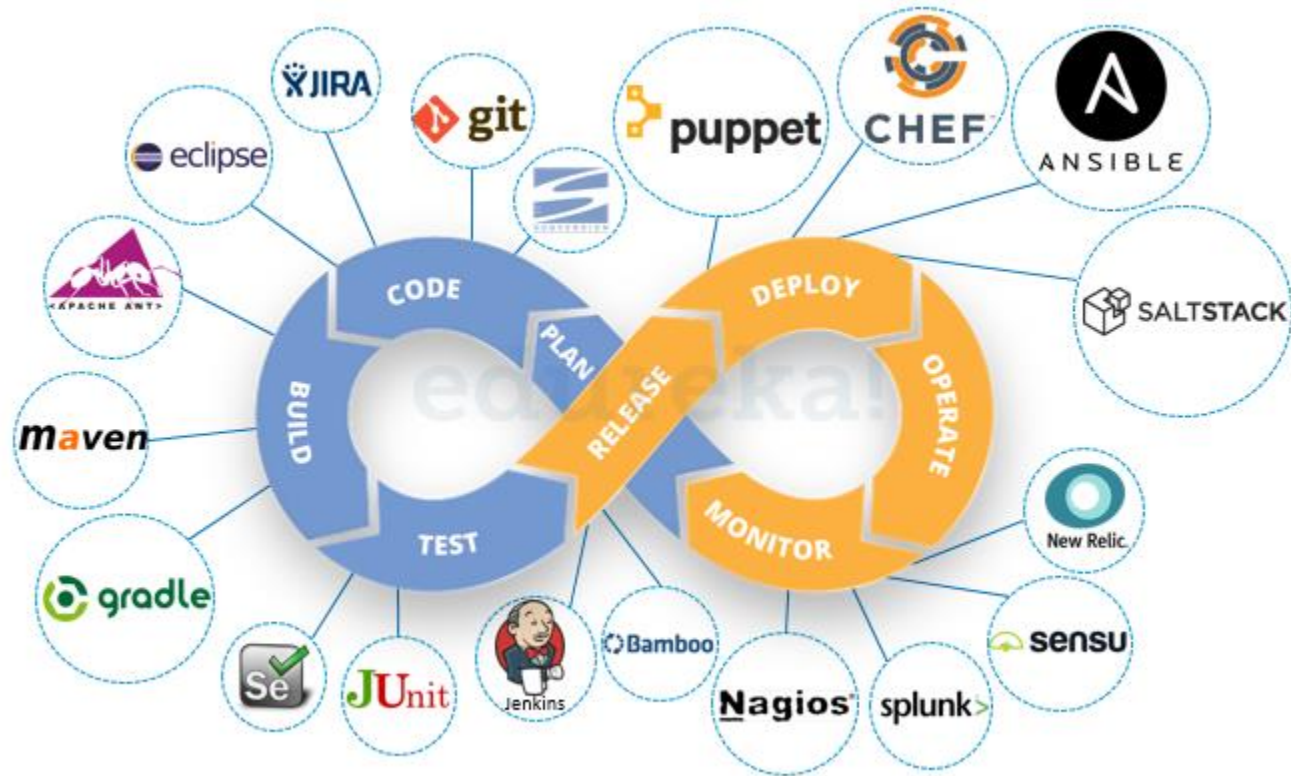 JIRA
git
eclipse
SUBVERSION
puppet
CHEF
ANSIBLE
SALTSTACK
<APACHE ANT>
maven
gradle
CODE
PLAN
BUILD
TEST
RELEASE
DEPLOY
OPERATE
MONITOR
edureka!
Se
JUnit
Jenkins
Bamboo
Nagios
splunk>
sensu
New Relic.